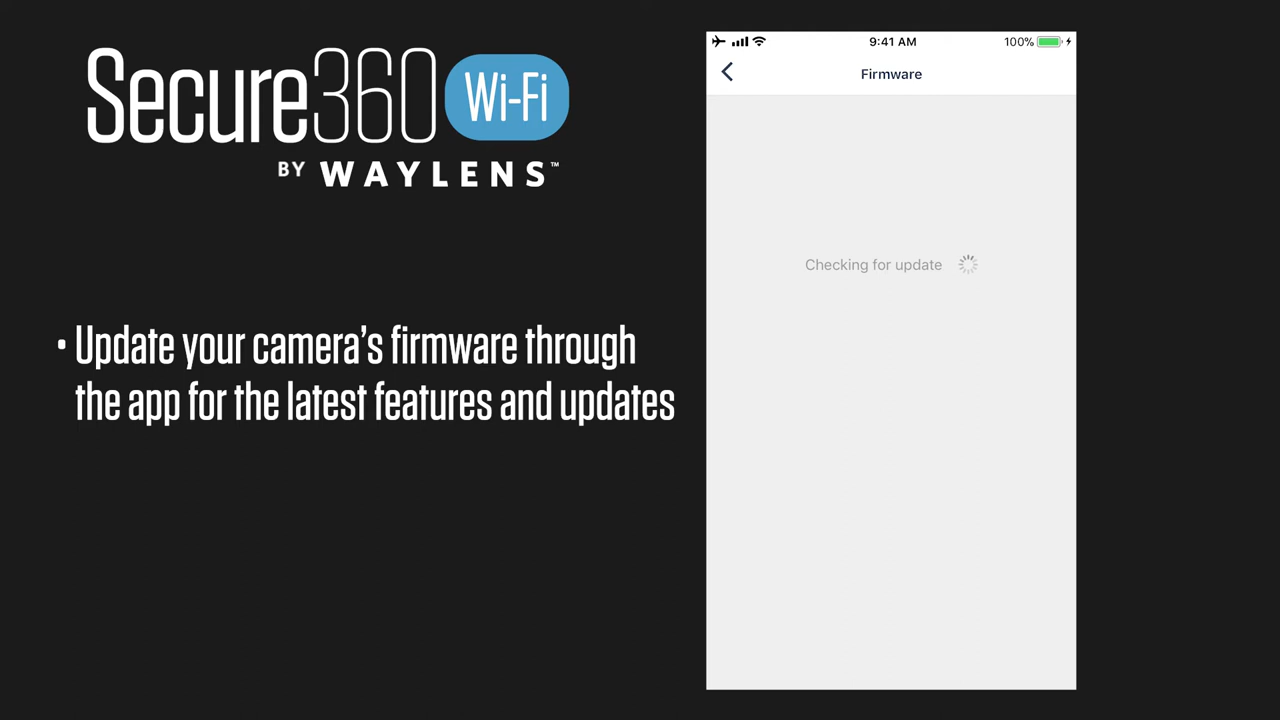 Secure360 Wi-Fi
BY WAYLENS™
• Update your camera's firmware through
the app for the latest features and updates
9:41 AM
100%
Firmware
Checking for update